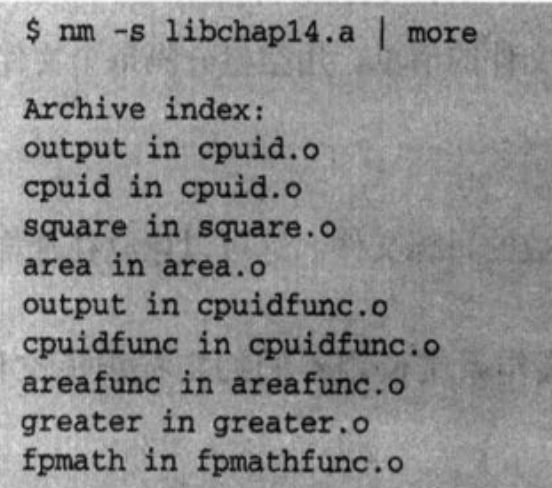 $ nm -s libchap14.a | more
Archive index:
output in cpuid.o
cpuid in cpuid.o
square in square.o
area in area.o
output in cpuidfunc.o
cpuidfunc in cpuidfunc.o
areafunc in areafunc.o
greater in greater.o
fpmath in fpmathfunc.o